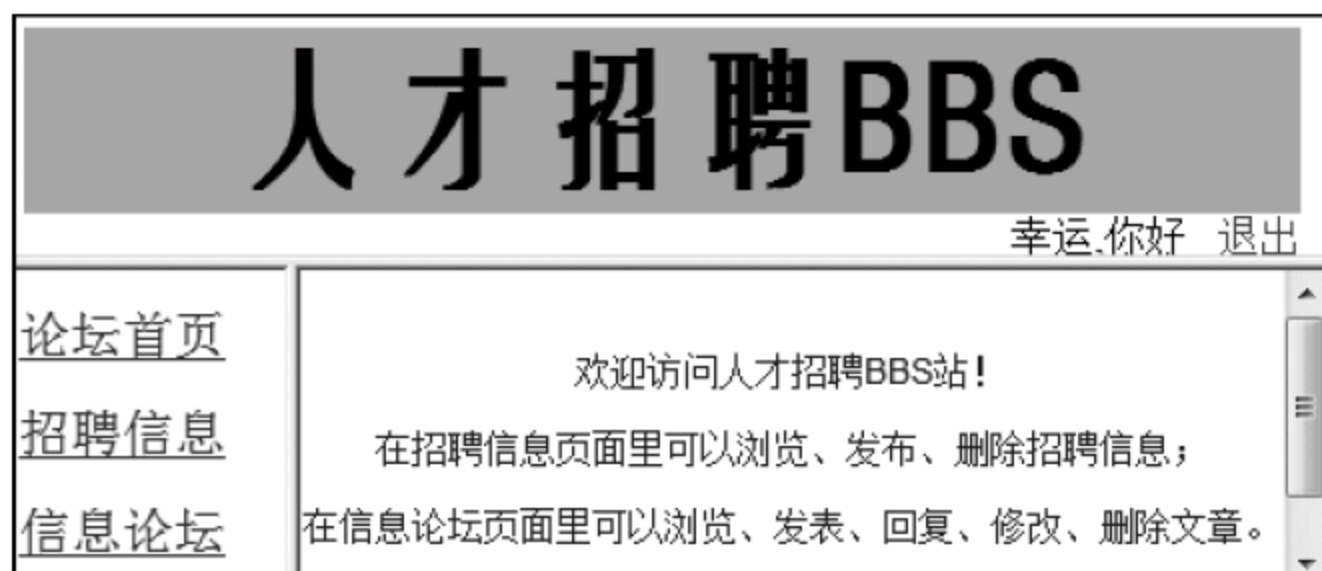 人才招聘BBS
幸运,你好 退出
论坛首页
招聘信息
信息论坛
欢迎访问人才招聘BBS站!
在招聘信息页面里可以浏览、发布、删除招聘信息;
在信息论坛页面里可以浏览、发表、回复、修改、删除文章。